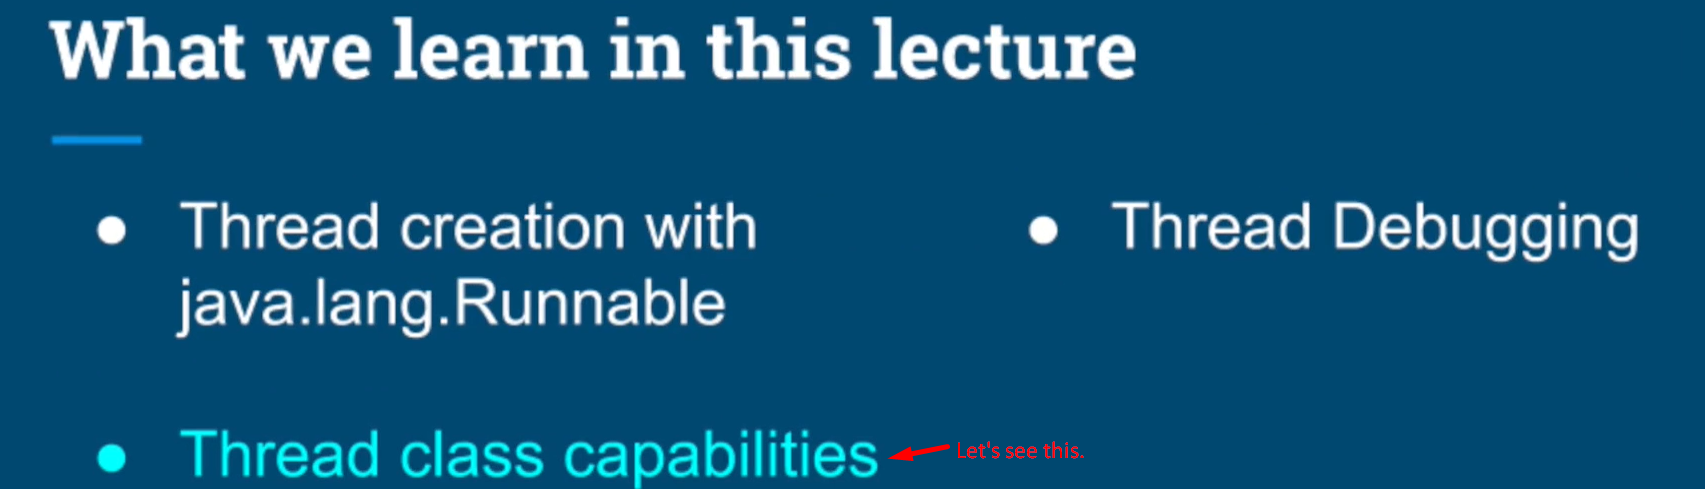 What we learn in this lecture
Thread creation with
java.lang.Runnable
Thread class capabilities
Let's see this.
Thread Debugging